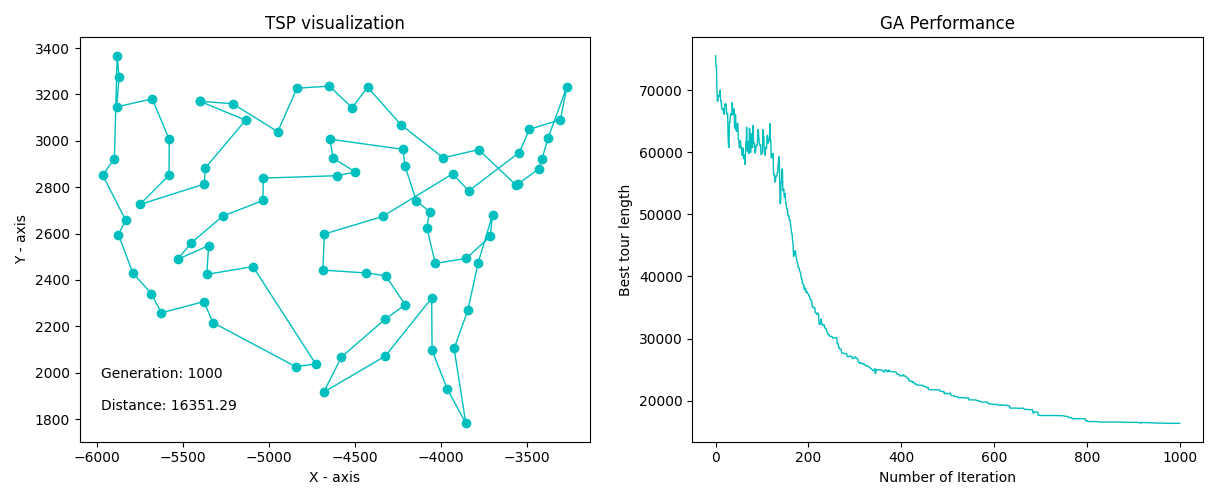 TSP visualization
3400
3200
3000
2800
2600
2400
2200
2000
1800
Y - axis
Generation: 1000
Distance: 16351.29
−6000 −5500 −5000 −4500 −4000 −3500
X - axis
GA Performance
70000
60000
50000
40000
30000
20000
Best tour length
0 200 400 600 800 1000
Number of Iteration